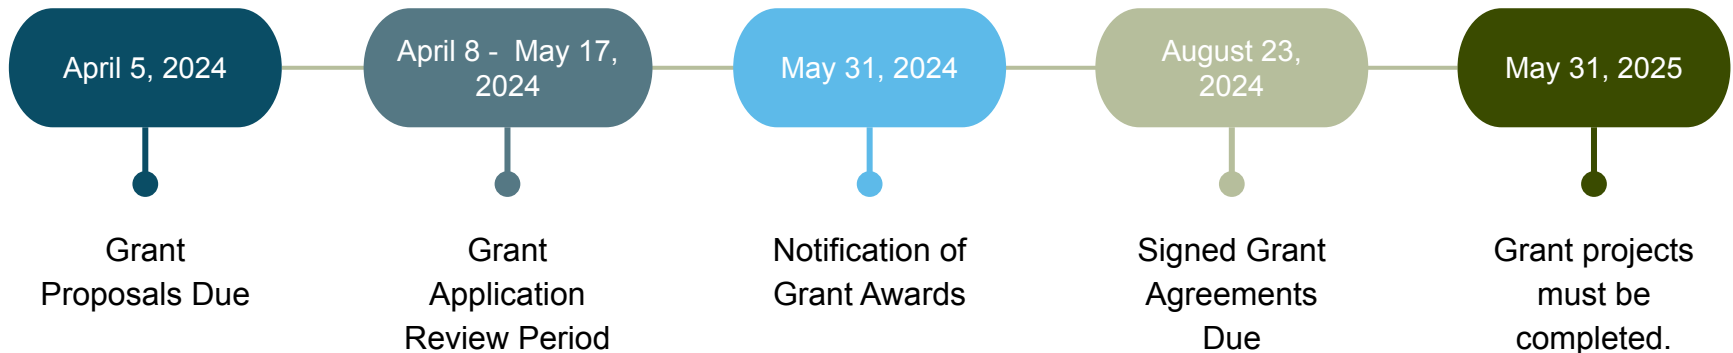 April 5, 2024
April 8 -  May 17,
2024
May 31, 2024
August 23,
2024
May 31, 2025
Grant
Proposals Due
Grant
Application
Review Period
Notification of
Grant Awards
Signed Grant
Agreements
Due
Grant projects
must be
completed.